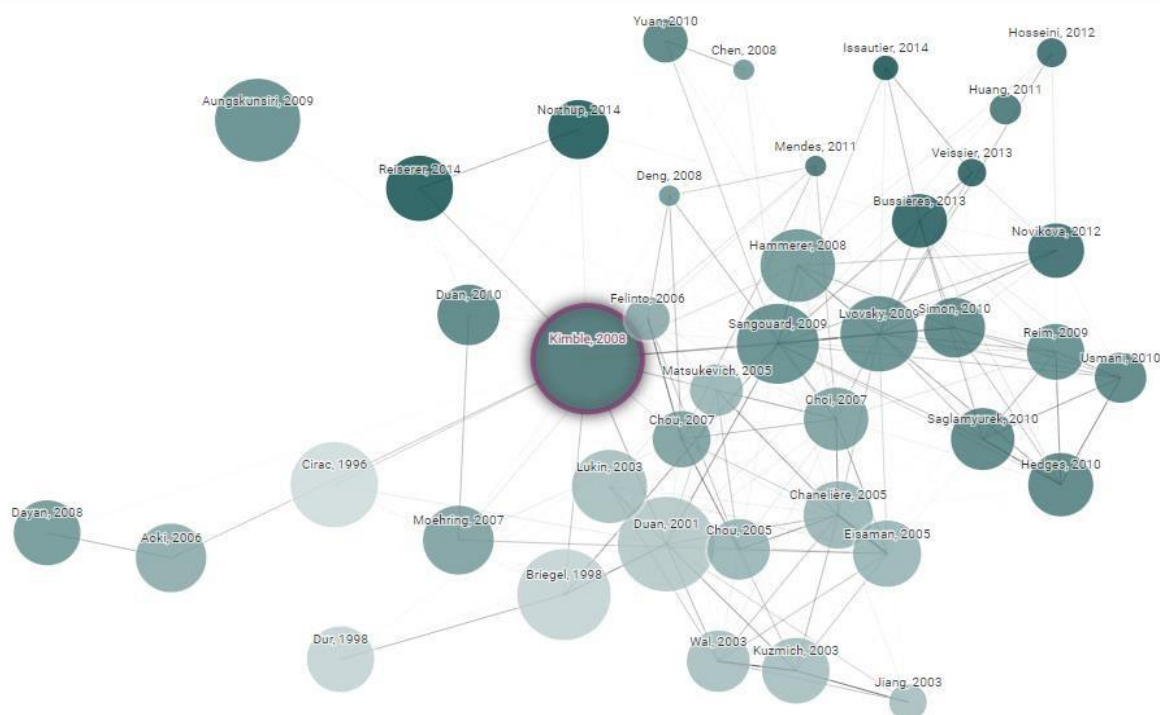 Yuan, 2010
Chen, 2008
Issautier, 2014
Hosseini, 2012
Aungskunsiri, 2009
Northup, 2014
Huang, 2011
Reiserer, 2014
Mendes, 2011
Veissier, 2013
Deng, 2008
Bussières, 2013
Novikova, 2012
Hammerer, 2008
Duan, 2010
Felinto, 2006
Kimble, 2008
Sangouard, 2009
Lvovsky, 2009
Simon, 2010
Reim, 2009
Usmani, 2010
Matsukevich, 2005
Choi, 2007
Chou, 2007
Saglamyurek, 2010
Cirac, 1996
Lukin, 2003
Hedges, 2010
Chanelière, 2005
Dayan, 2008
Aoki, 2006
Moehring, 2007
Duan, 2001
Chou, 2005
Eisaman, 2005
Briegel, 1998
Dur, 1998
Wal, 2003
Kuzmich, 2003
Jiang, 2003